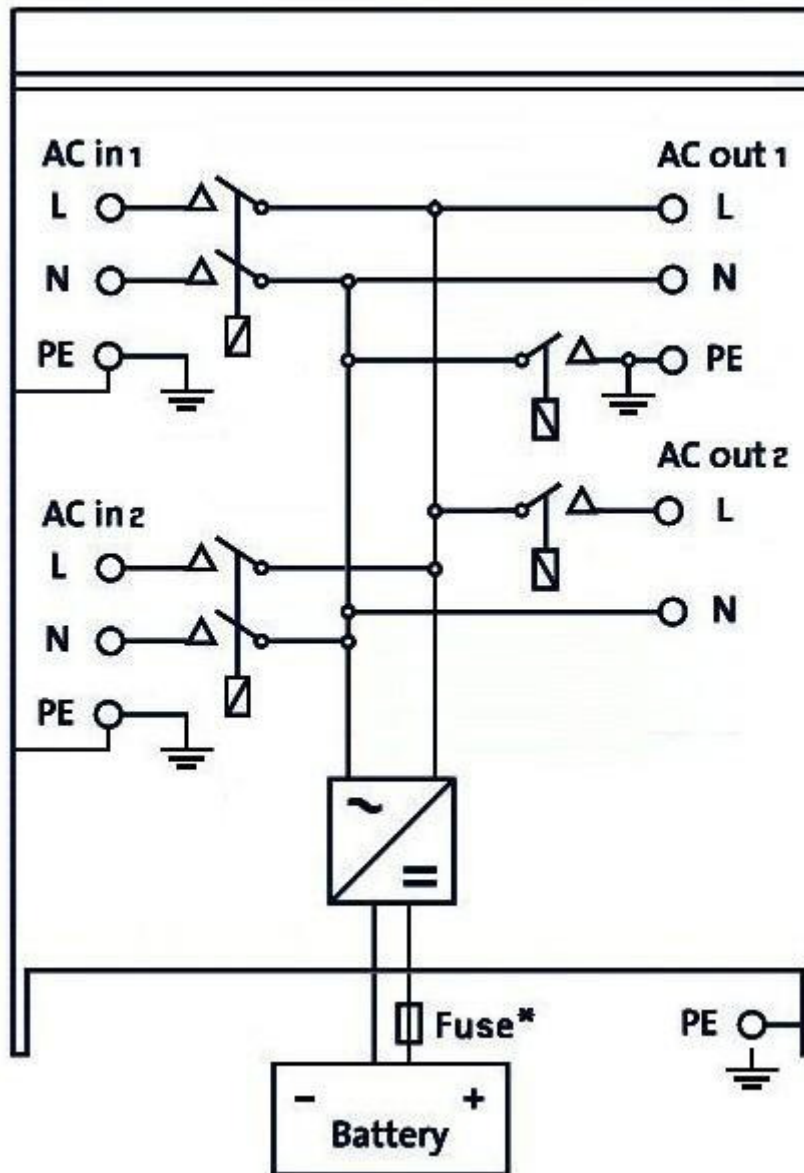 AC in 1
L
N
PE
AC out 1
L
N
PE
AC in 2
L
N
PE
AC out 2
L
N
~
=
Fuse*
PE
- +
Battery